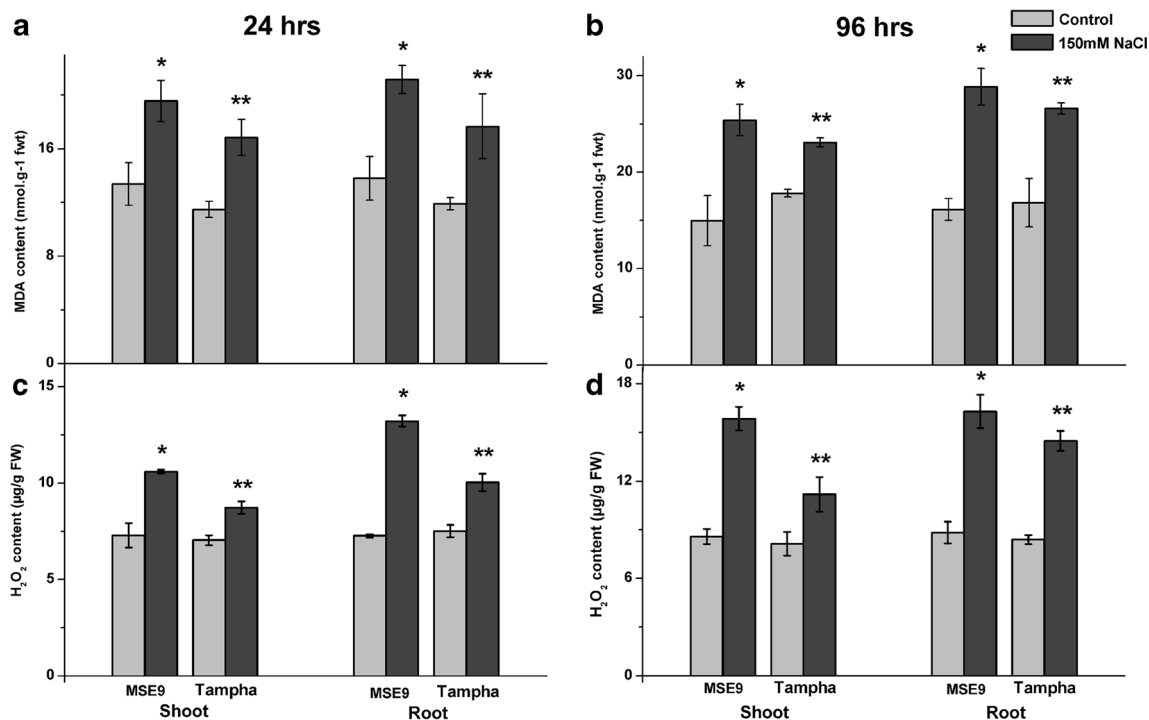 a
24 hrs
b
96 hrs
Control
150mM NaCl
MDA content (nmol.g-1 fwt)
16
8
0
*
**
*
**
MDA content (nmol.g-1 fwt)
30
20
10
0
*
**
*
**
c
H₂O₂ content (µg/g FW)
15
10
5
0
*
**
*
**
MSE9
Tampha
MSE9
Tampha
Shoot
Root
d
H₂O₂ content (µg/g FW)
18
12
6
0
*
**
*
**
MSE9
Tampha
MSE9
Tampha
Shoot
Root